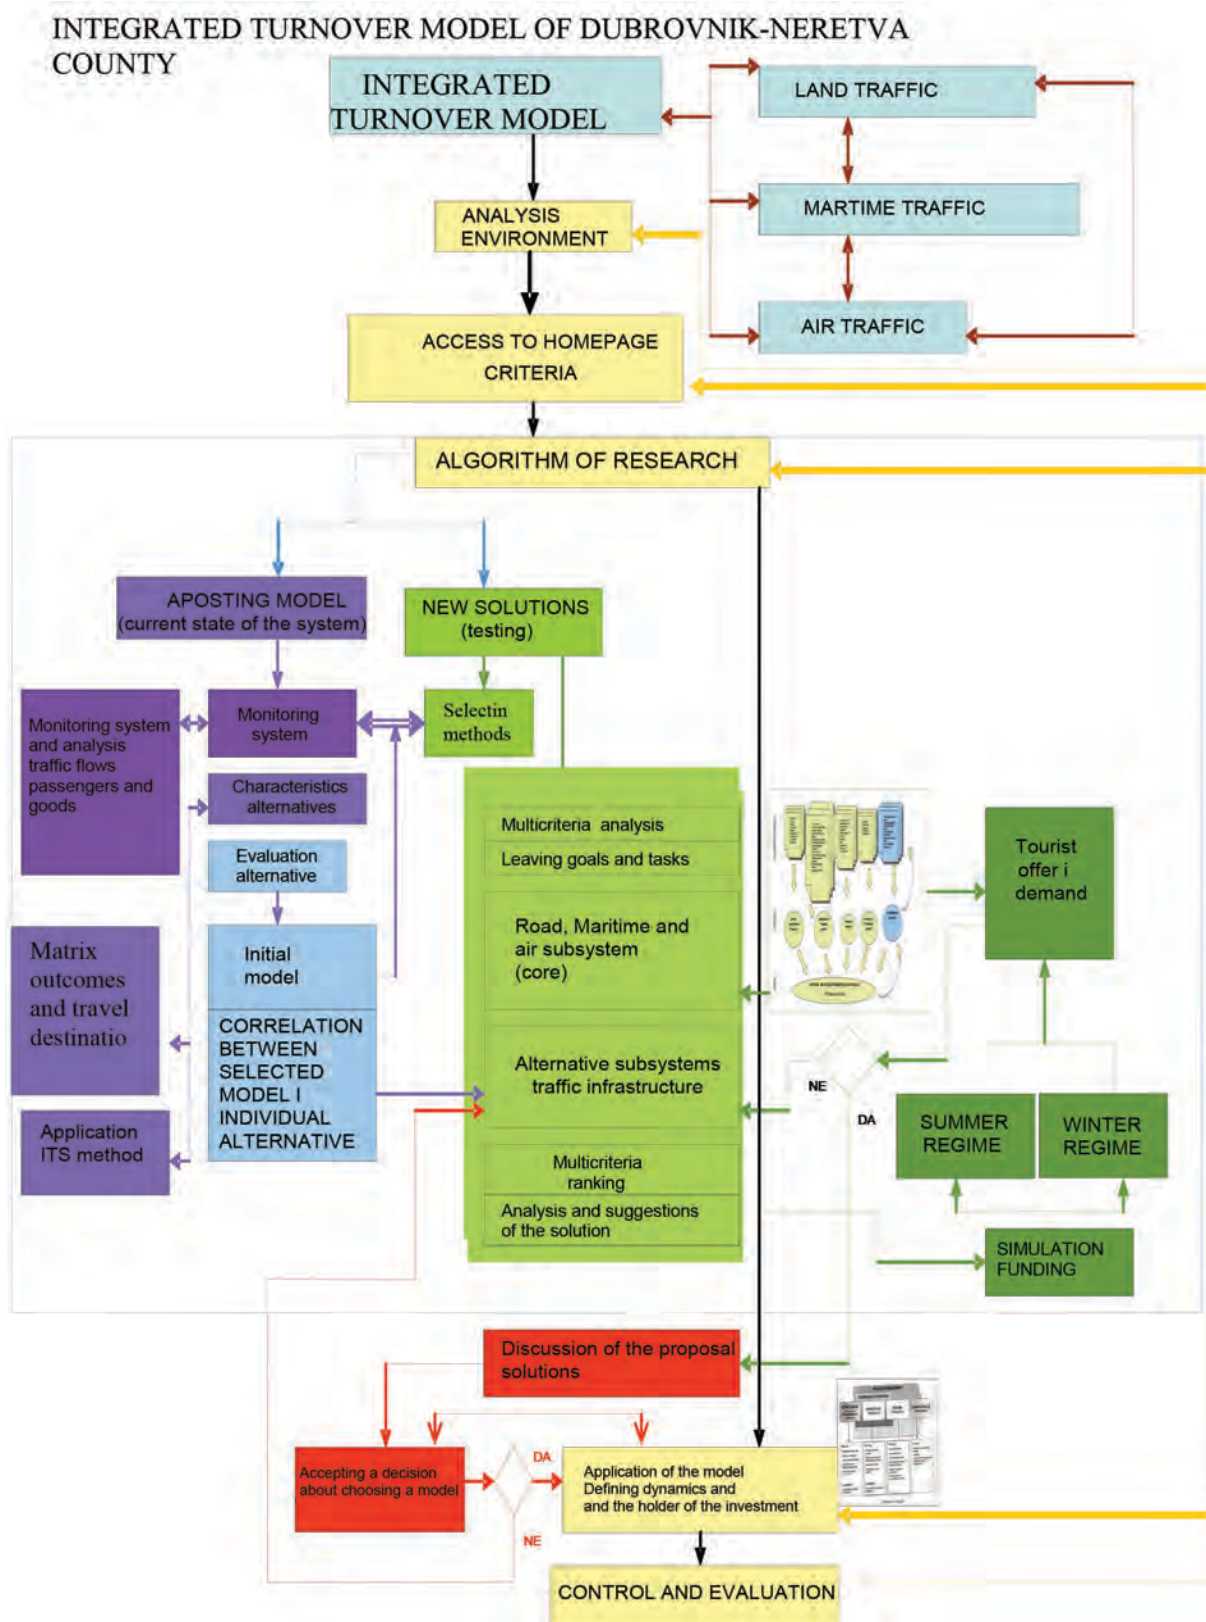 INTEGRATED TURNOVER MODEL OF DUBROVNIK-NERETVA
COUNTY
INTEGRATED
TURNOVER MODEL
LAND TRAFFIC
MARTIME TRAFFIC
AIR TRAFFIC
ANALYSIS
ENVIRONMENT
ACCESS TO HOMEPAGE
CRITERIA
ALGORITHM OF RESEARCH
APOSTING MODEL
(current state of the system)
NEW SOLUTIONS
(testing)
Monitoring system
and analysis
traffic flows
passengers and
goods
Monitoring
system
Selectin
methods
Characteristics
alternatives
Evaluation
alternative
Initial
model
Matrix
outcomes
and travel
destinatio
CORRELATION
BETWEEN
SELECTED
MODEL I
INDIVIDUAL
ALTERNATIVE
Application
ITS method
Multicriteria analysis
Leaving goals and tasks
Road, Maritime and
air subsystem
(core)
Alternative subsystems
traffic infrastructure
Multicriteria
ranking
Analysis and suggestions
of the solution
Tourist
offer i
demand
NE
DA
SUMMER
REGIME
WINTER
REGIME
SIMULATION
FUNDING
Discussion of the proposal
solutions
Accepting a decision
about choosing a model
DA
NE
Application of the model
Defining dynamics and
and the holder of the investment
CONTROL AND EVALUATION